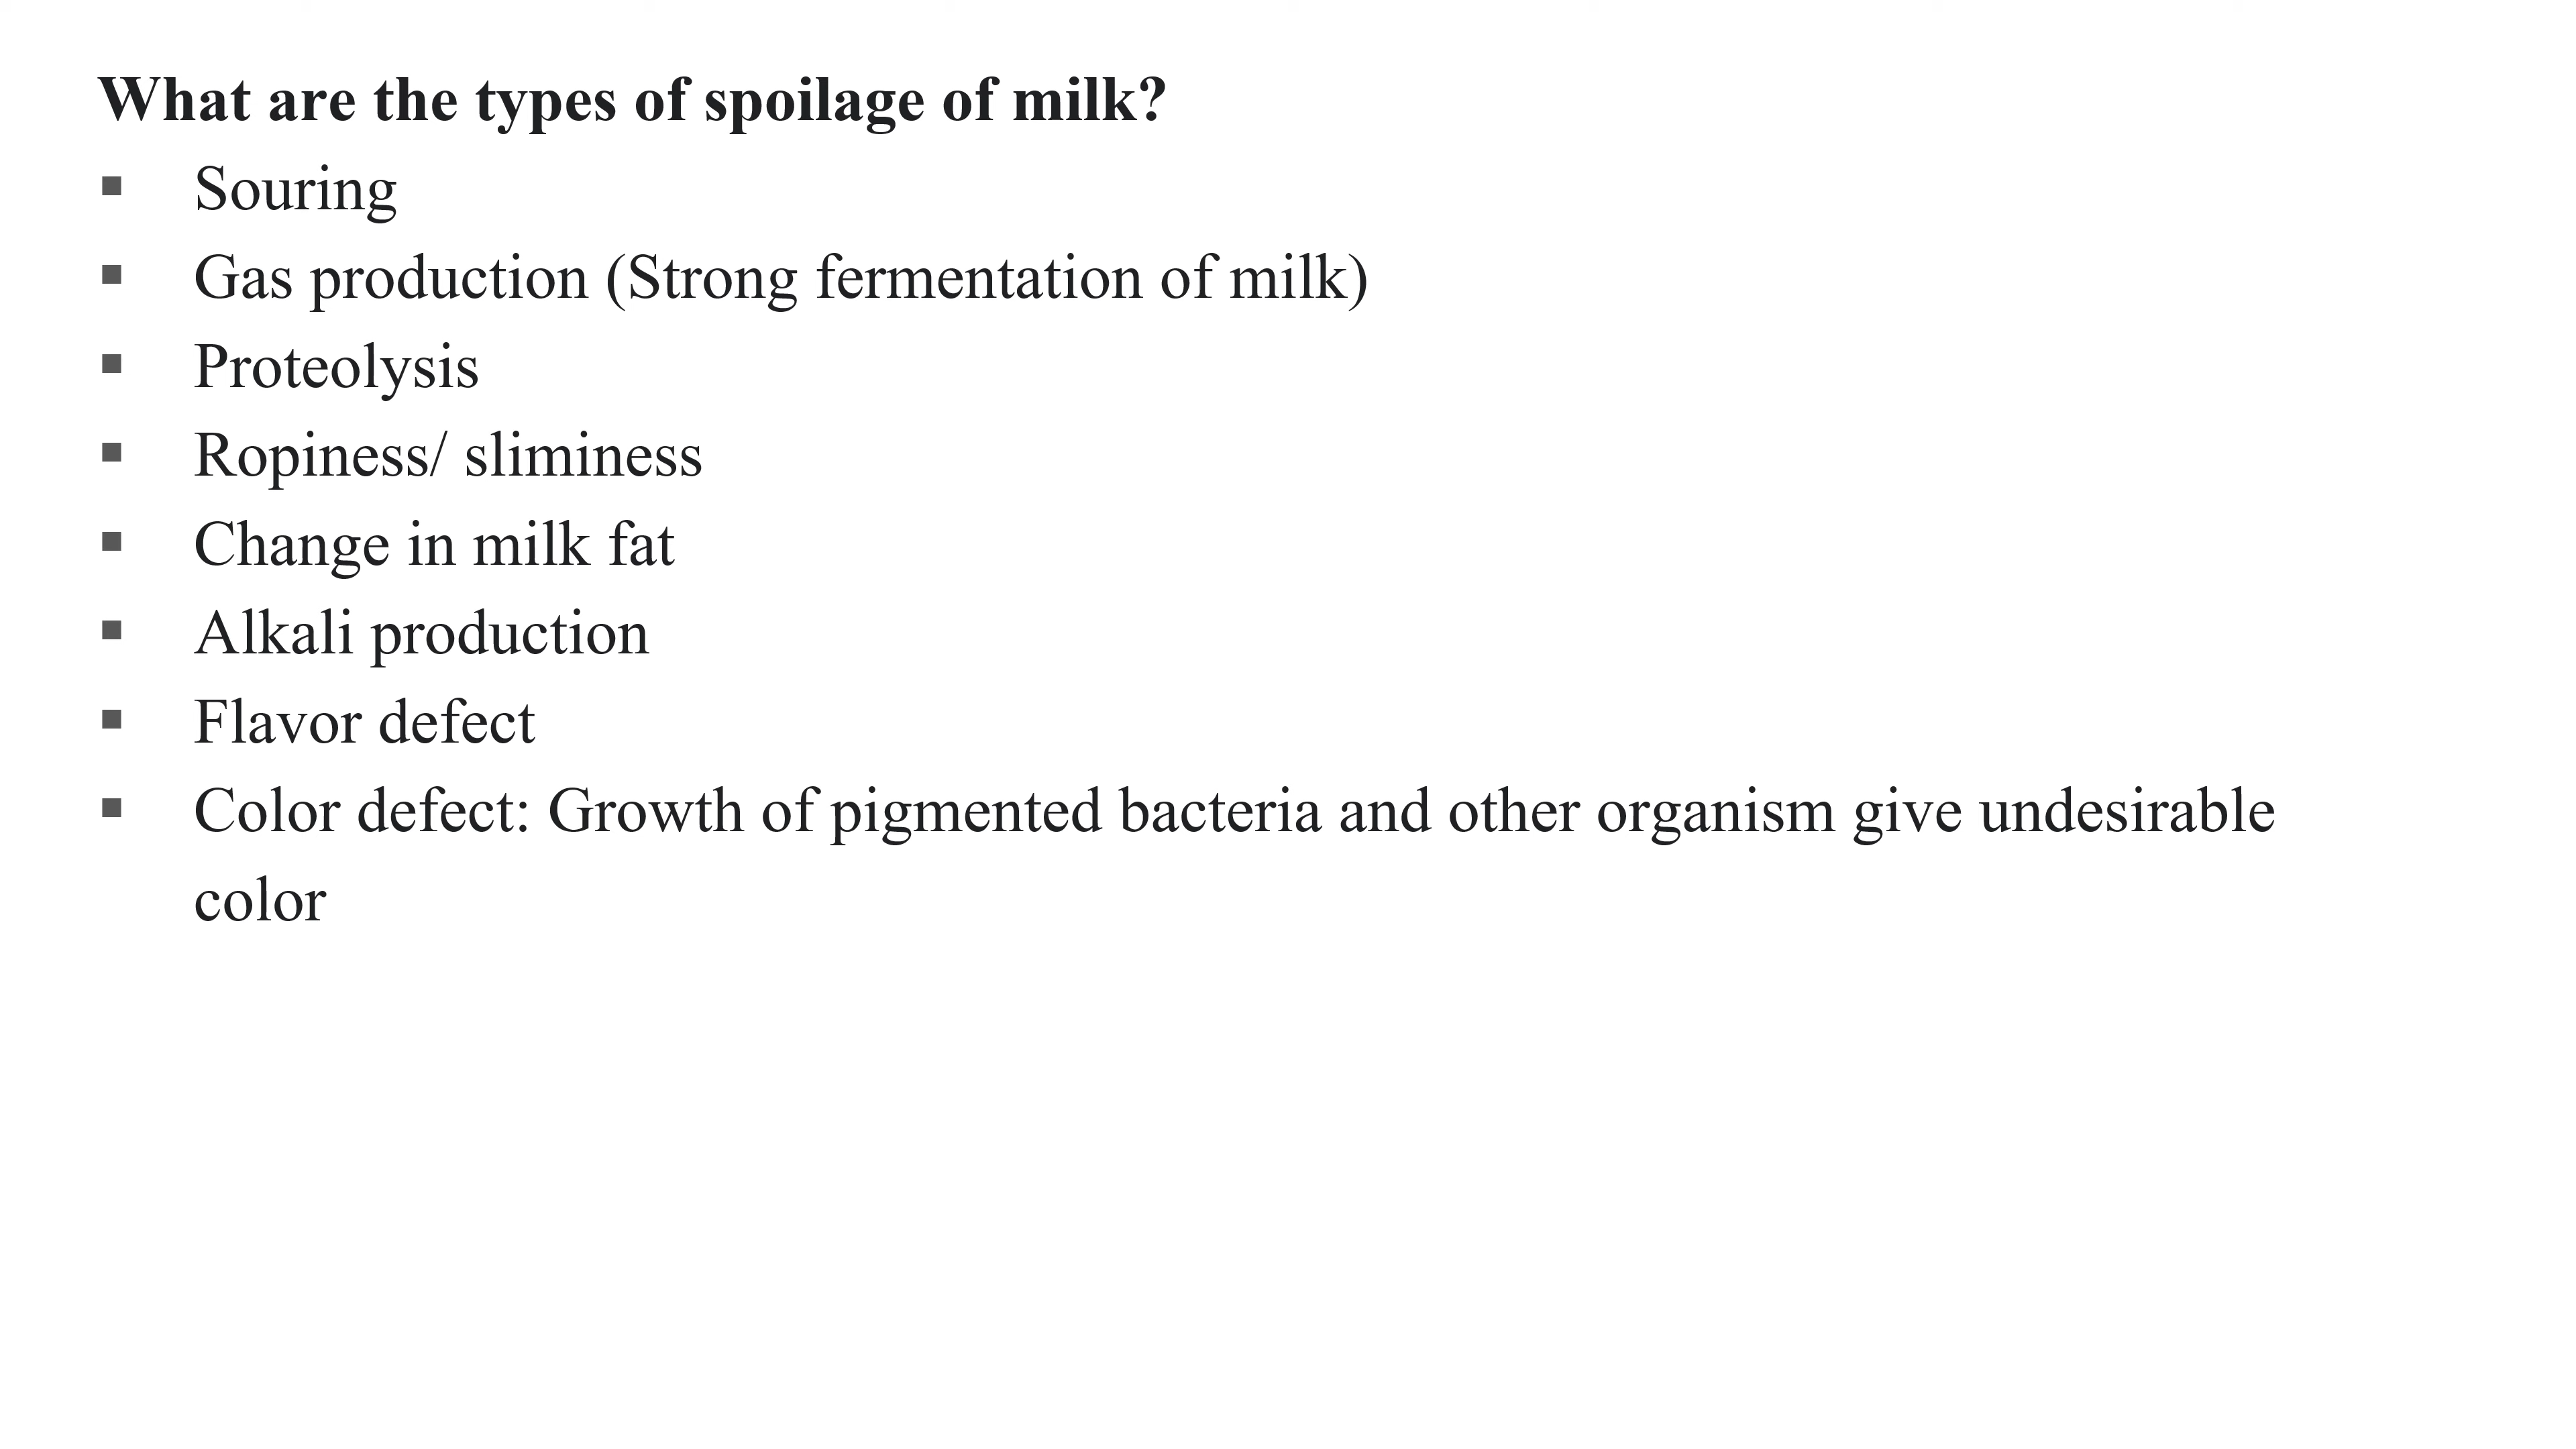 What are the types of spoilage of milk?
▪ Souring
▪ Gas production (Strong fermentation of milk)
▪ Proteolysis
▪ Ropiness/ sliminess
▪ Change in milk fat
▪ Alkali production
▪ Flavor defect
▪ Color defect: Growth of pigmented bacteria and other organism give undesirable
color